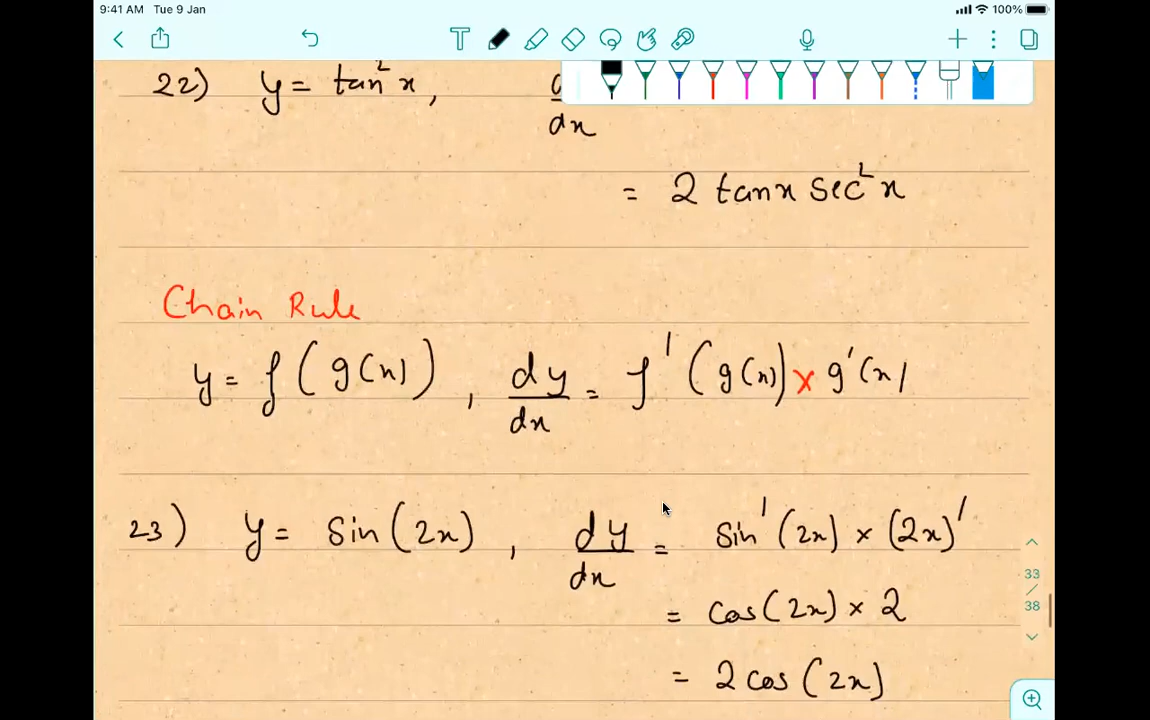 9:41 AM Tue 9 Jan 100%
22) y = tan²x,
dx
= 2 tanx sec²x
Chain Rule
y = f(g(x)), dy/dx = f'(g(x)) × g'(x)
23) y = sin(2x), dy/dx = sin'(2x) × (2x)'
= cos(2x) × 2
= 2 cos(2x)
33
/
38